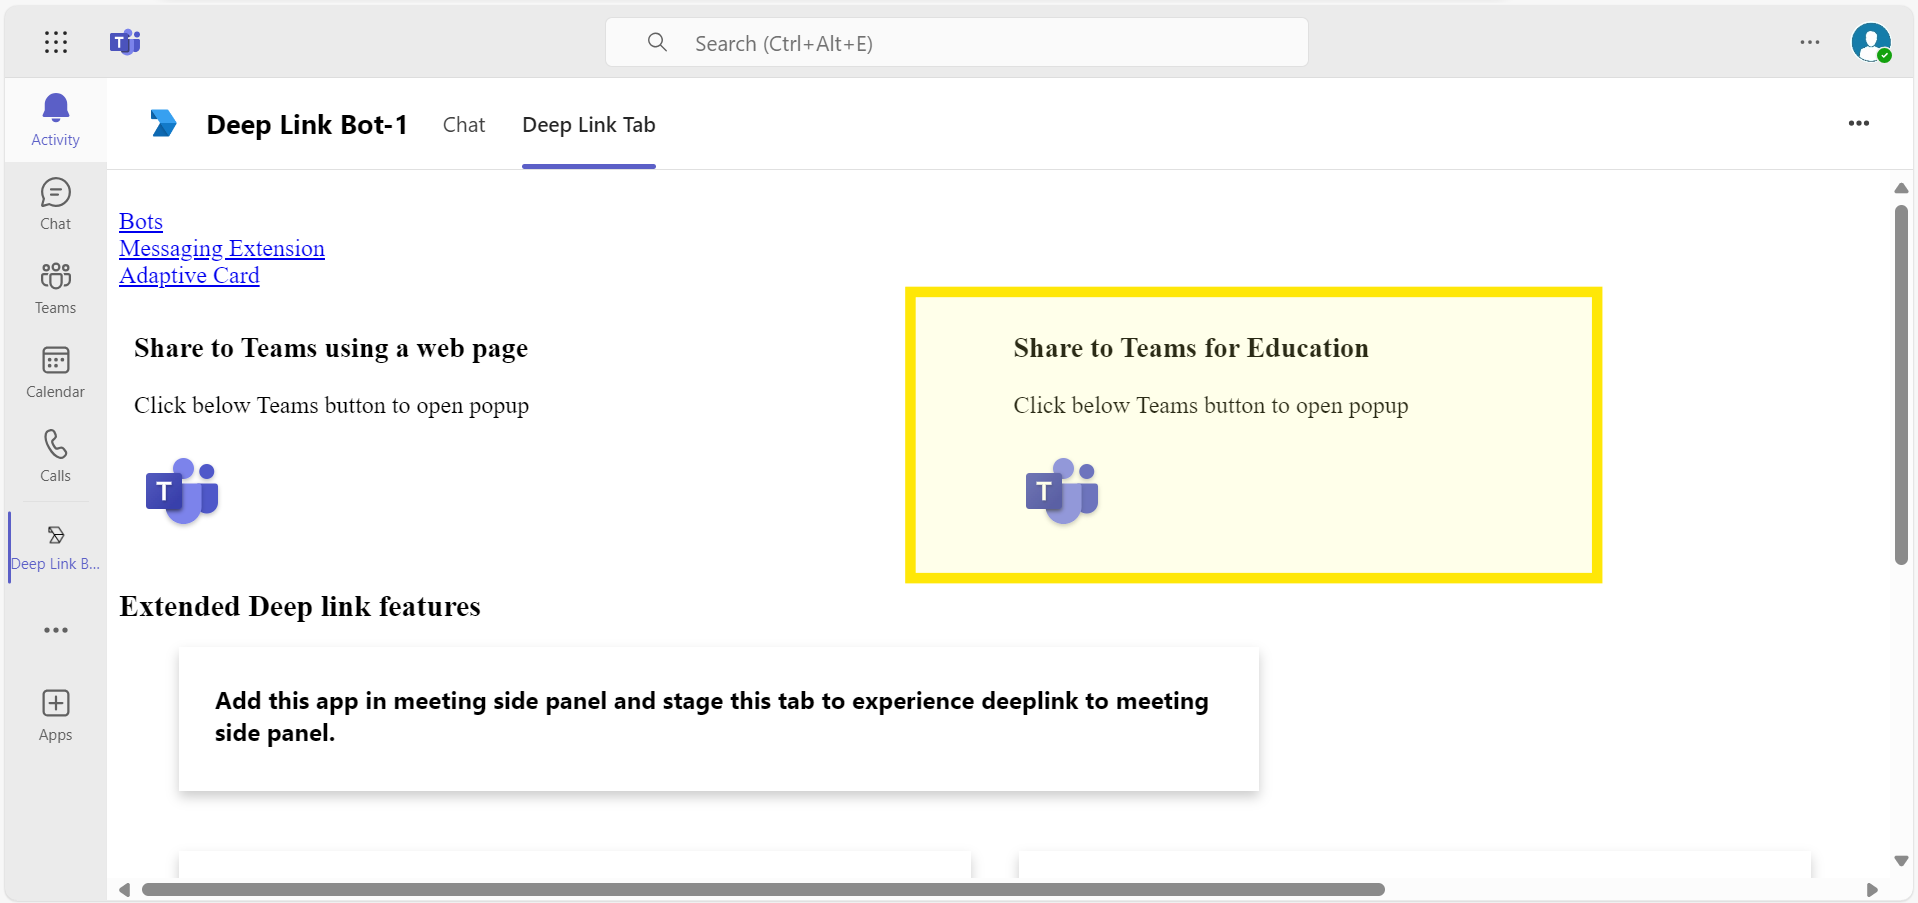 Search (Ctrl+Alt+E)
Activity
Chat
Teams
Calendar
Calls
Deep Link B...
Apps
Deep Link Bot-1 Chat Deep Link Tab
Bots
Messaging Extension
Adaptive Card
Share to Teams using a web page
Click below Teams button to open popup
T
Share to Teams for Education
Click below Teams button to open popup
T
Extended Deep link features
Add this app in meeting side panel and stage this tab to experience deeplink to meeting
side panel.